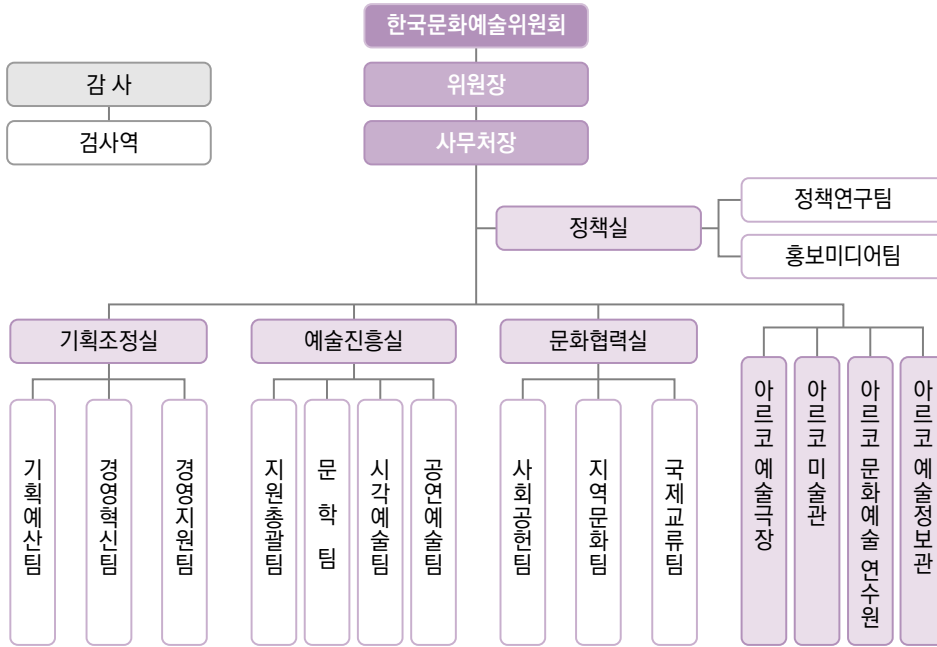 한국문화예술위원회
감 사
위원장
검사역
사무처장
정책연구팀
정책실
홍보미디어팀
기획조정실
예술진흥실
문화협력실
기획예산팀
경영혁신팀
경영지원팀
지원총괄팀
문 학 팀
시각예술팀
공연예술팀
사회공헌팀
지역문화팀
국제교류팀
아르코 예술극장
아르코 미술관
아르코 문화예술 연수원
아르코 예술정보관